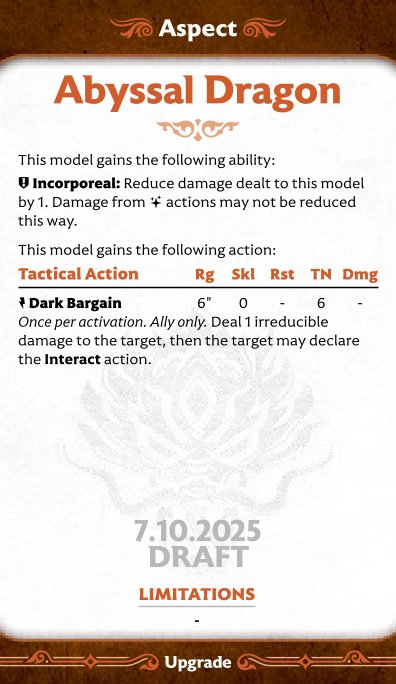 Aspect
Abyssal Dragon
This model gains the following ability:
Incorporeal: Reduce damage dealt to this model
by 1. Damage from actions may not be reduced
this way.
This model gains the following action:
Tactical Action Rg Skl Rst TN Dmg
Dark Bargain 6" 0 - 6 -
Once per activation. Ally only. Deal 1 irreducible
damage to the target, then the target may declare
the Interact action.
7.10.2025
DRAFT
LIMITATIONS
-
Upgrade